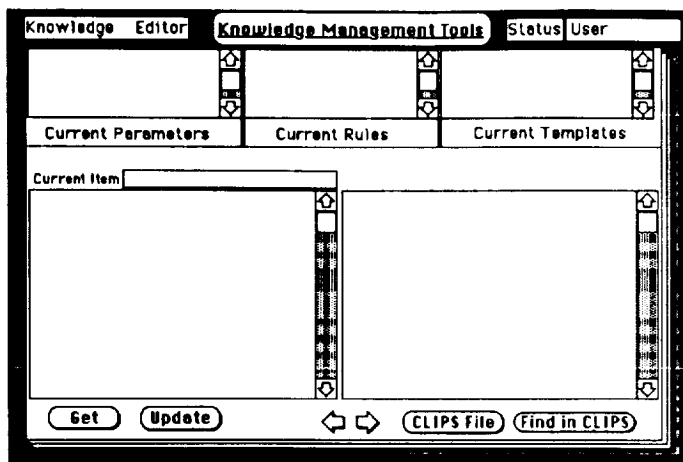 Knowledge Editor Knowledge Management Tools Status User
Current Parameters Current Rules Current Templates
Current Item
Get Update CLIPS File Find in CLIPS